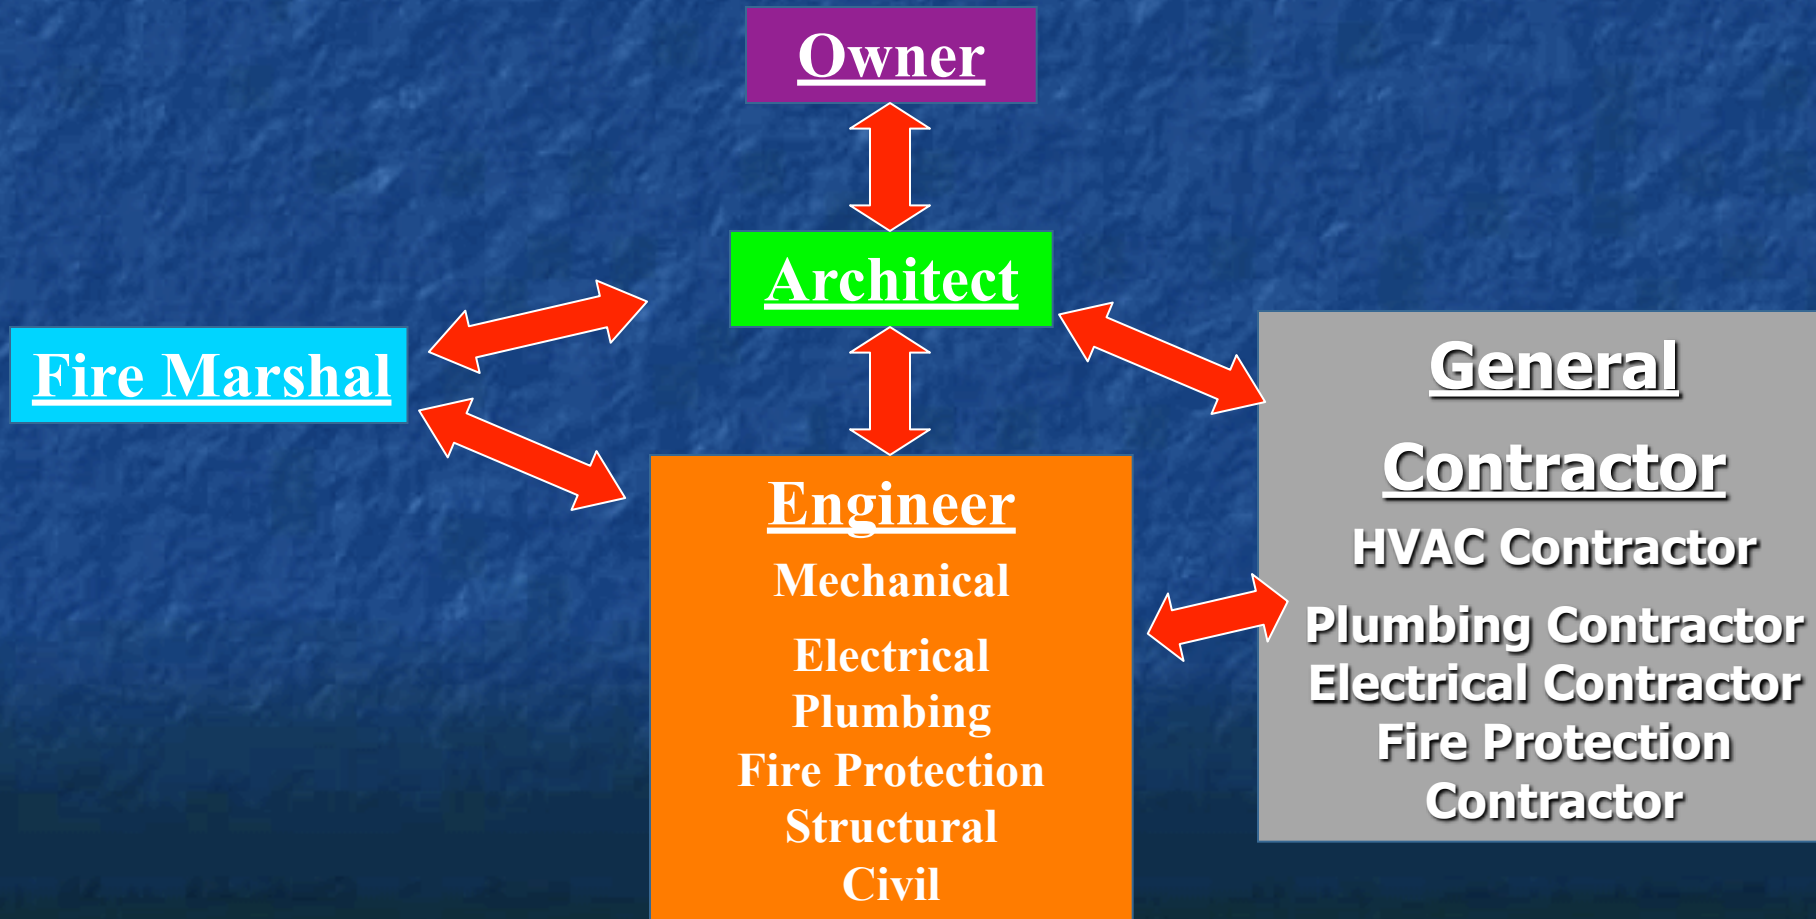 Owner
Architect
Fire Marshal
Engineer
Mechanical
Electrical
Plumbing
Fire Protection
Structural
Civil
General
Contractor
HVAC Contractor
Plumbing Contractor
Electrical Contractor
Fire Protection
Contractor